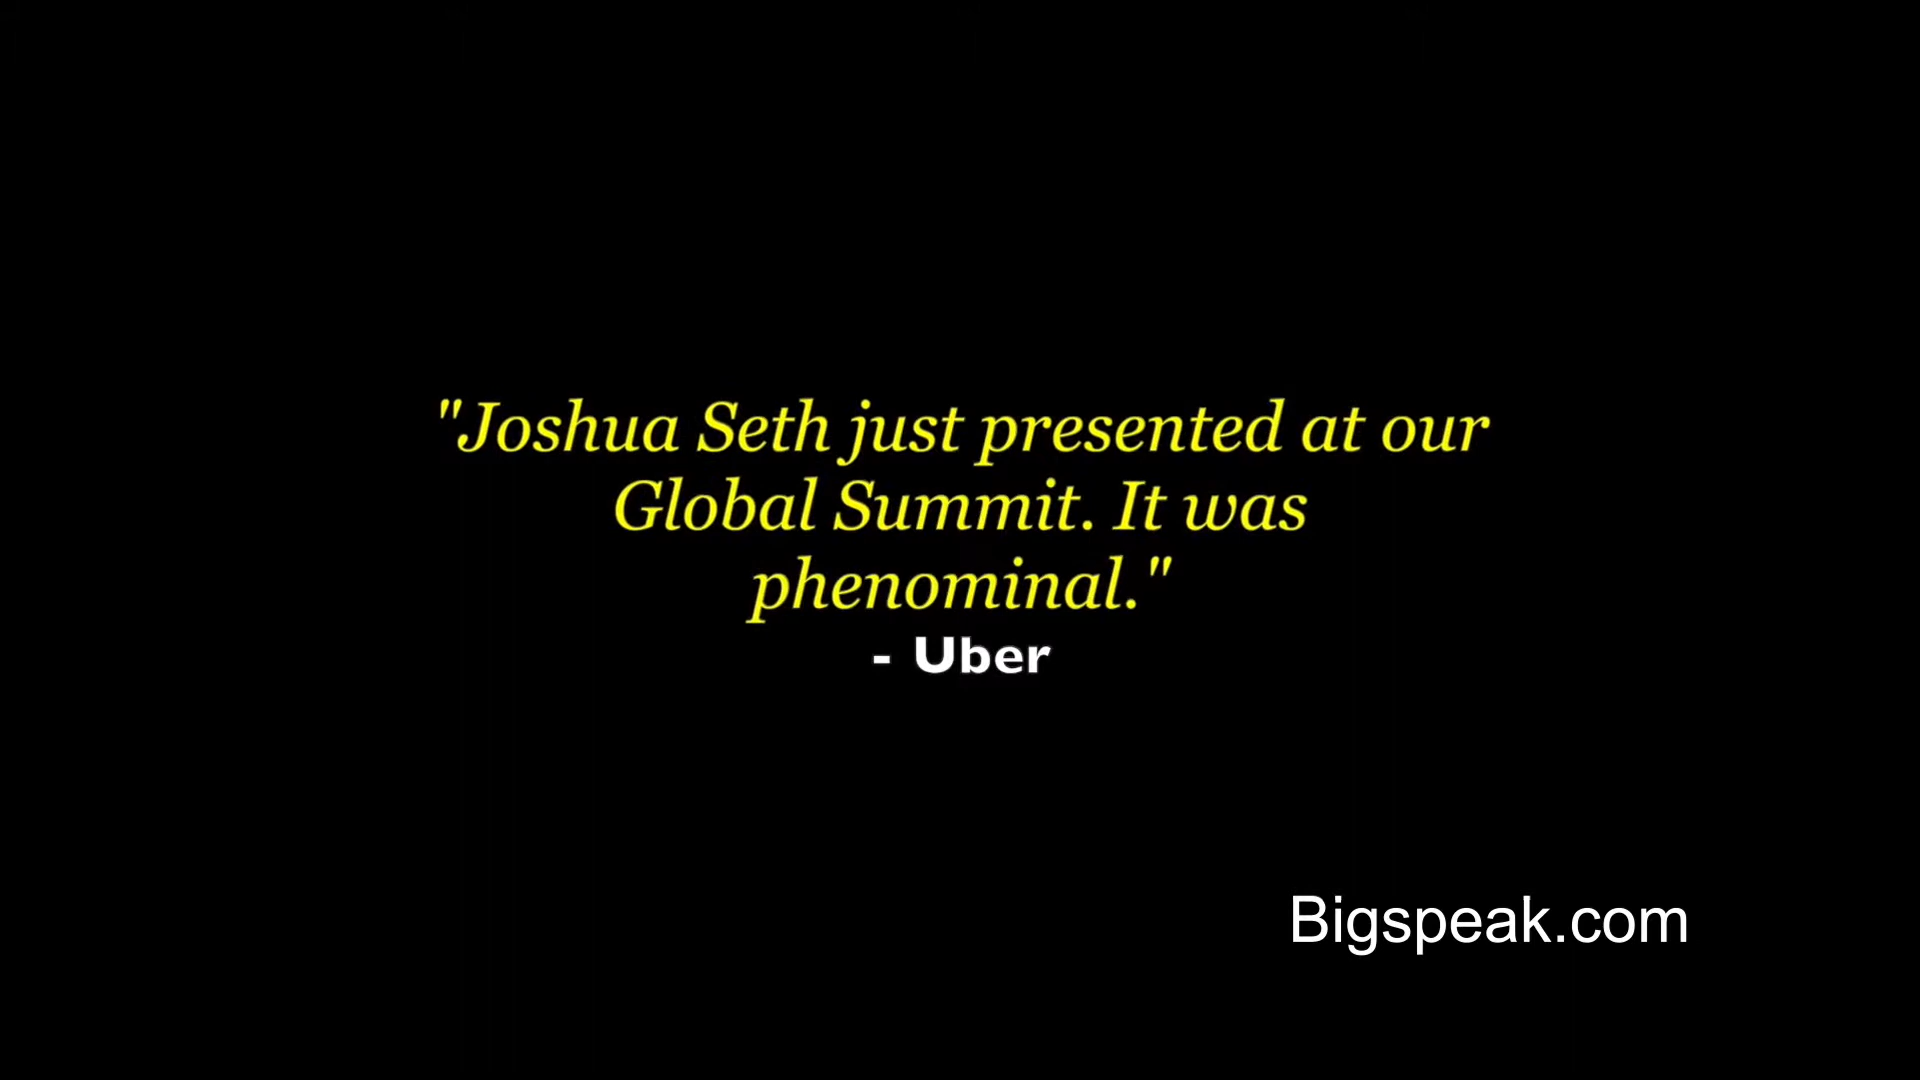 "Joshua Seth just presented at our
Global Summit. It was
phenominal."
- Uber
Bigspeak.com